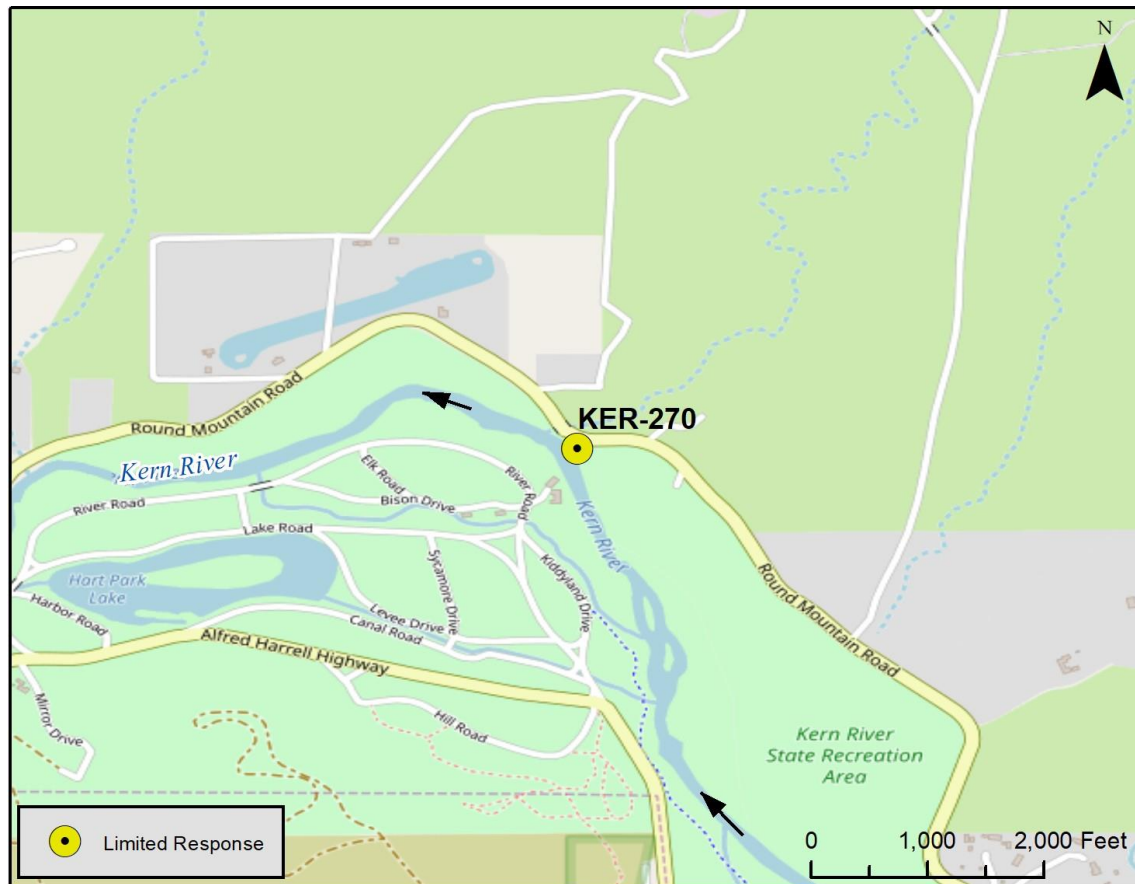 N
KER-270
Round Mountain Road
Kern River
Elk Road
River Road
Bison Drive
River Road
Kern River
Lake Road
Sycamore Drive
Kiddyland Drive
Round Mountain Road
Hart Park
Lake
Harbor Road
Levee Drive
Canal Road
Alfred Harrell Highway
Mirror Drive
Hill Road
Kern River
State Recreation
Area
Limited Response
0 1,000 2,000 Feet